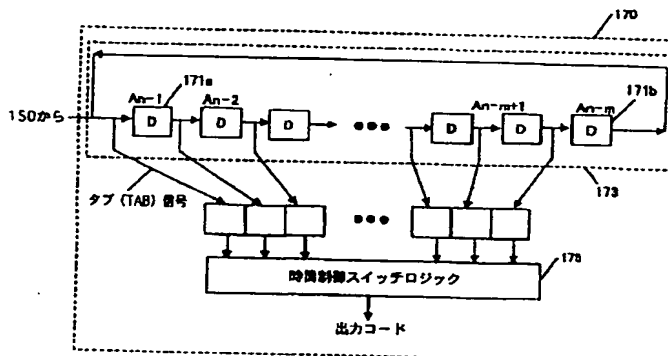 170
171a
An-1
An-2
An-m+1
An-m
171b
150から
D
D
D
D
D
D
173
タブ (TAB) 信号
175
時間制御スイッチロジック
出力コード